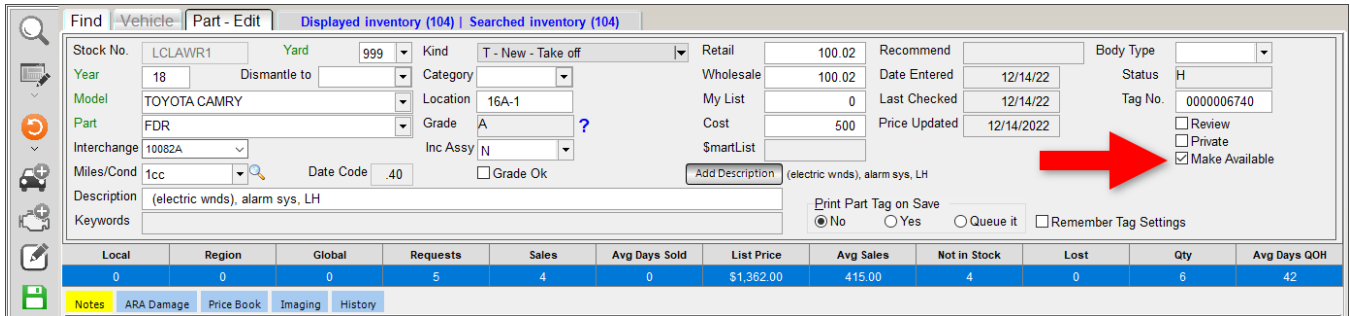 Find Vehicle Part - Edit Displayed inventory (104) | Searched inventory (104)
Stock No. LCLAWR1 Yard 999 Kind T - New - Take off Retail 100.02 Recommend Body Type
Year 18 Dismantle to Category Wholesale 100.02 Date Entered 12/14/22 Status H
Model TOYOTA CAMRY Location 16A-1 My List 0 Last Checked 12/14/22 Tag No. 0000006740
Part FDR Grade A ? Cost 500 Price Updated 12/14/2022 Review
Private
Interchange 10082A Inc Assy N $martList Make Available
Miles/Cond 1cc Date Code .40 Grade Ok Add Description (electric wnds), alarm sys, LH
Description (electric wnds), alarm sys, LH Print Part Tag on Save
Keywords No Yes Queue it Remember Tag Settings
Local Region Global Requests Sales Avg Days Sold List Price Avg Sales Not in Stock Lost Qty Avg Days QOH
0 0 0 5 4 0 $1,362.00 415.00 4 0 6 42
Notes ARA Damage Price Book Imaging History